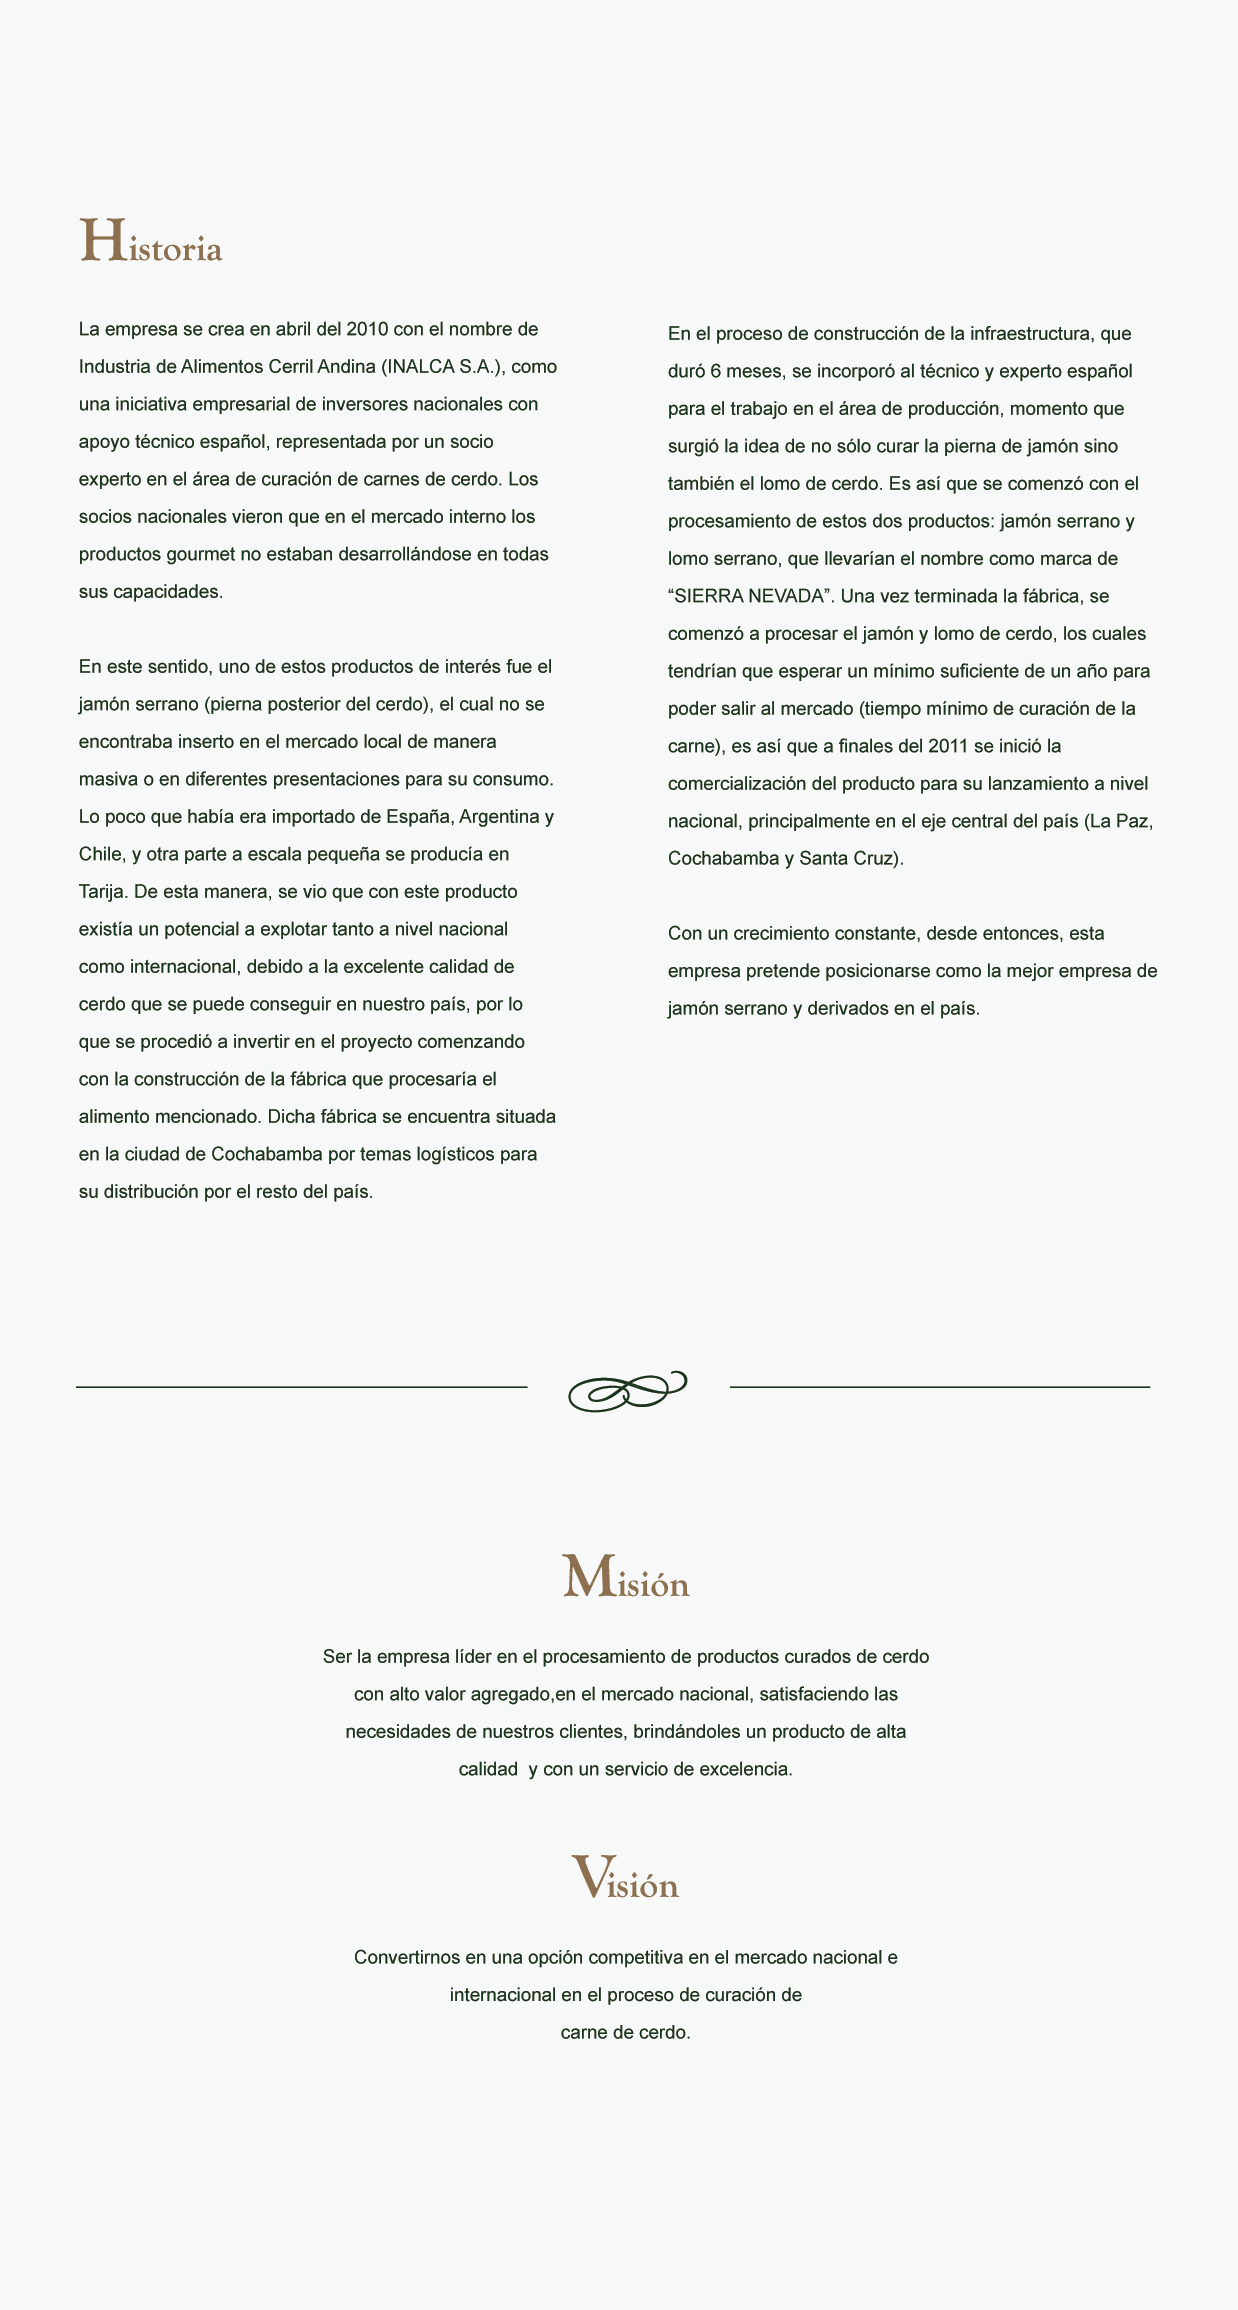 Historia
La empresa se crea en abril del 2010 con el nombre de
Industria de Alimentos Cerril Andina (INALCA S.A.), como
una iniciativa empresarial de inversores nacionales con
apoyo técnico español, representada por un socio
experto en el área de curación de carnes de cerdo. Los
socios nacionales vieron que en el mercado interno los
productos gourmet no estaban desarrollándose en todas
sus capacidades.
En este sentido, uno de estos productos de interés fue el
jamón serrano (pierna posterior del cerdo), el cual no se
encontraba inserto en el mercado local de manera
masiva o en diferentes presentaciones para su consumo.
Lo poco que había era importado de España, Argentina y
Chile, y otra parte a escala pequeña se producía en
Tarija. De esta manera, se vio que con este producto
existía un potencial a explotar tanto a nivel nacional
como internacional, debido a la excelente calidad de
cerdo que se puede conseguir en nuestro país, por lo
que se procedió a invertir en el proyecto comenzando
con la construcción de la fábrica que procesaría el
alimento mencionado. Dicha fábrica se encuentra situada
en la ciudad de Cochabamba por temas logísticos para
su distribución por el resto del país.
En el proceso de construcción de la infraestructura, que
duró 6 meses, se incorporó al técnico y experto español
para el trabajo en el área de producción, momento que
surgió la idea de no sólo curar la pierna de jamón sino
también el lomo de cerdo. Es así que se comenzó con el
procesamiento de estos dos productos: jamón serrano y
lomo serrano, que llevarían el nombre como marca de
“SIERRA NEVADA”. Una vez terminada la fábrica, se
comenzó a procesar el jamón y lomo de cerdo, los cuales
tendrían que esperar un mínimo suficiente de un año para
poder salir al mercado (tiempo mínimo de curación de la
carne), es así que a finales del 2011 se inició la
comercialización del producto para su lanzamiento a nivel
nacional, principalmente en el eje central del país (La Paz,
Cochabamba y Santa Cruz).
Con un crecimiento constante, desde entonces, esta
empresa pretende posicionarse como la mejor empresa de
jamón serrano y derivados en el país.
Misión
Ser la empresa líder en el procesamiento de productos curados de cerdo
con alto valor agregado,en el mercado nacional, satisfaciendo las
necesidades de nuestros clientes, brindándoles un producto de alta
calidad  y con un servicio de excelencia.
Visión
Convertirnos en una opción competitiva en el mercado nacional e
internacional en el proceso de curación de
carne de cerdo.